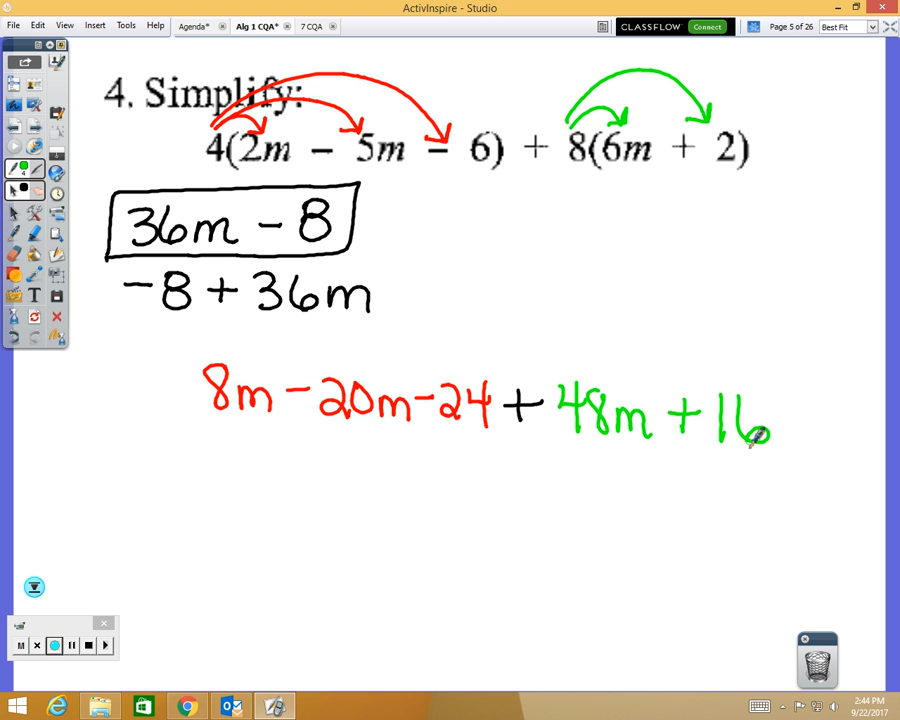 ActivInspire - Studio
File Edit View Insert Tools Help Agenda* Alg 1 CQA* 7 CQA CLASSFLOW Connect Page 5 of 26 Best Fit
4. Simplify:
4(2m − 5m − 6) + 8(6m + 2)
36m − 8
−8 + 36m
8m − 20m − 24 + 48m + 16
2:44 PM
9/22/2017